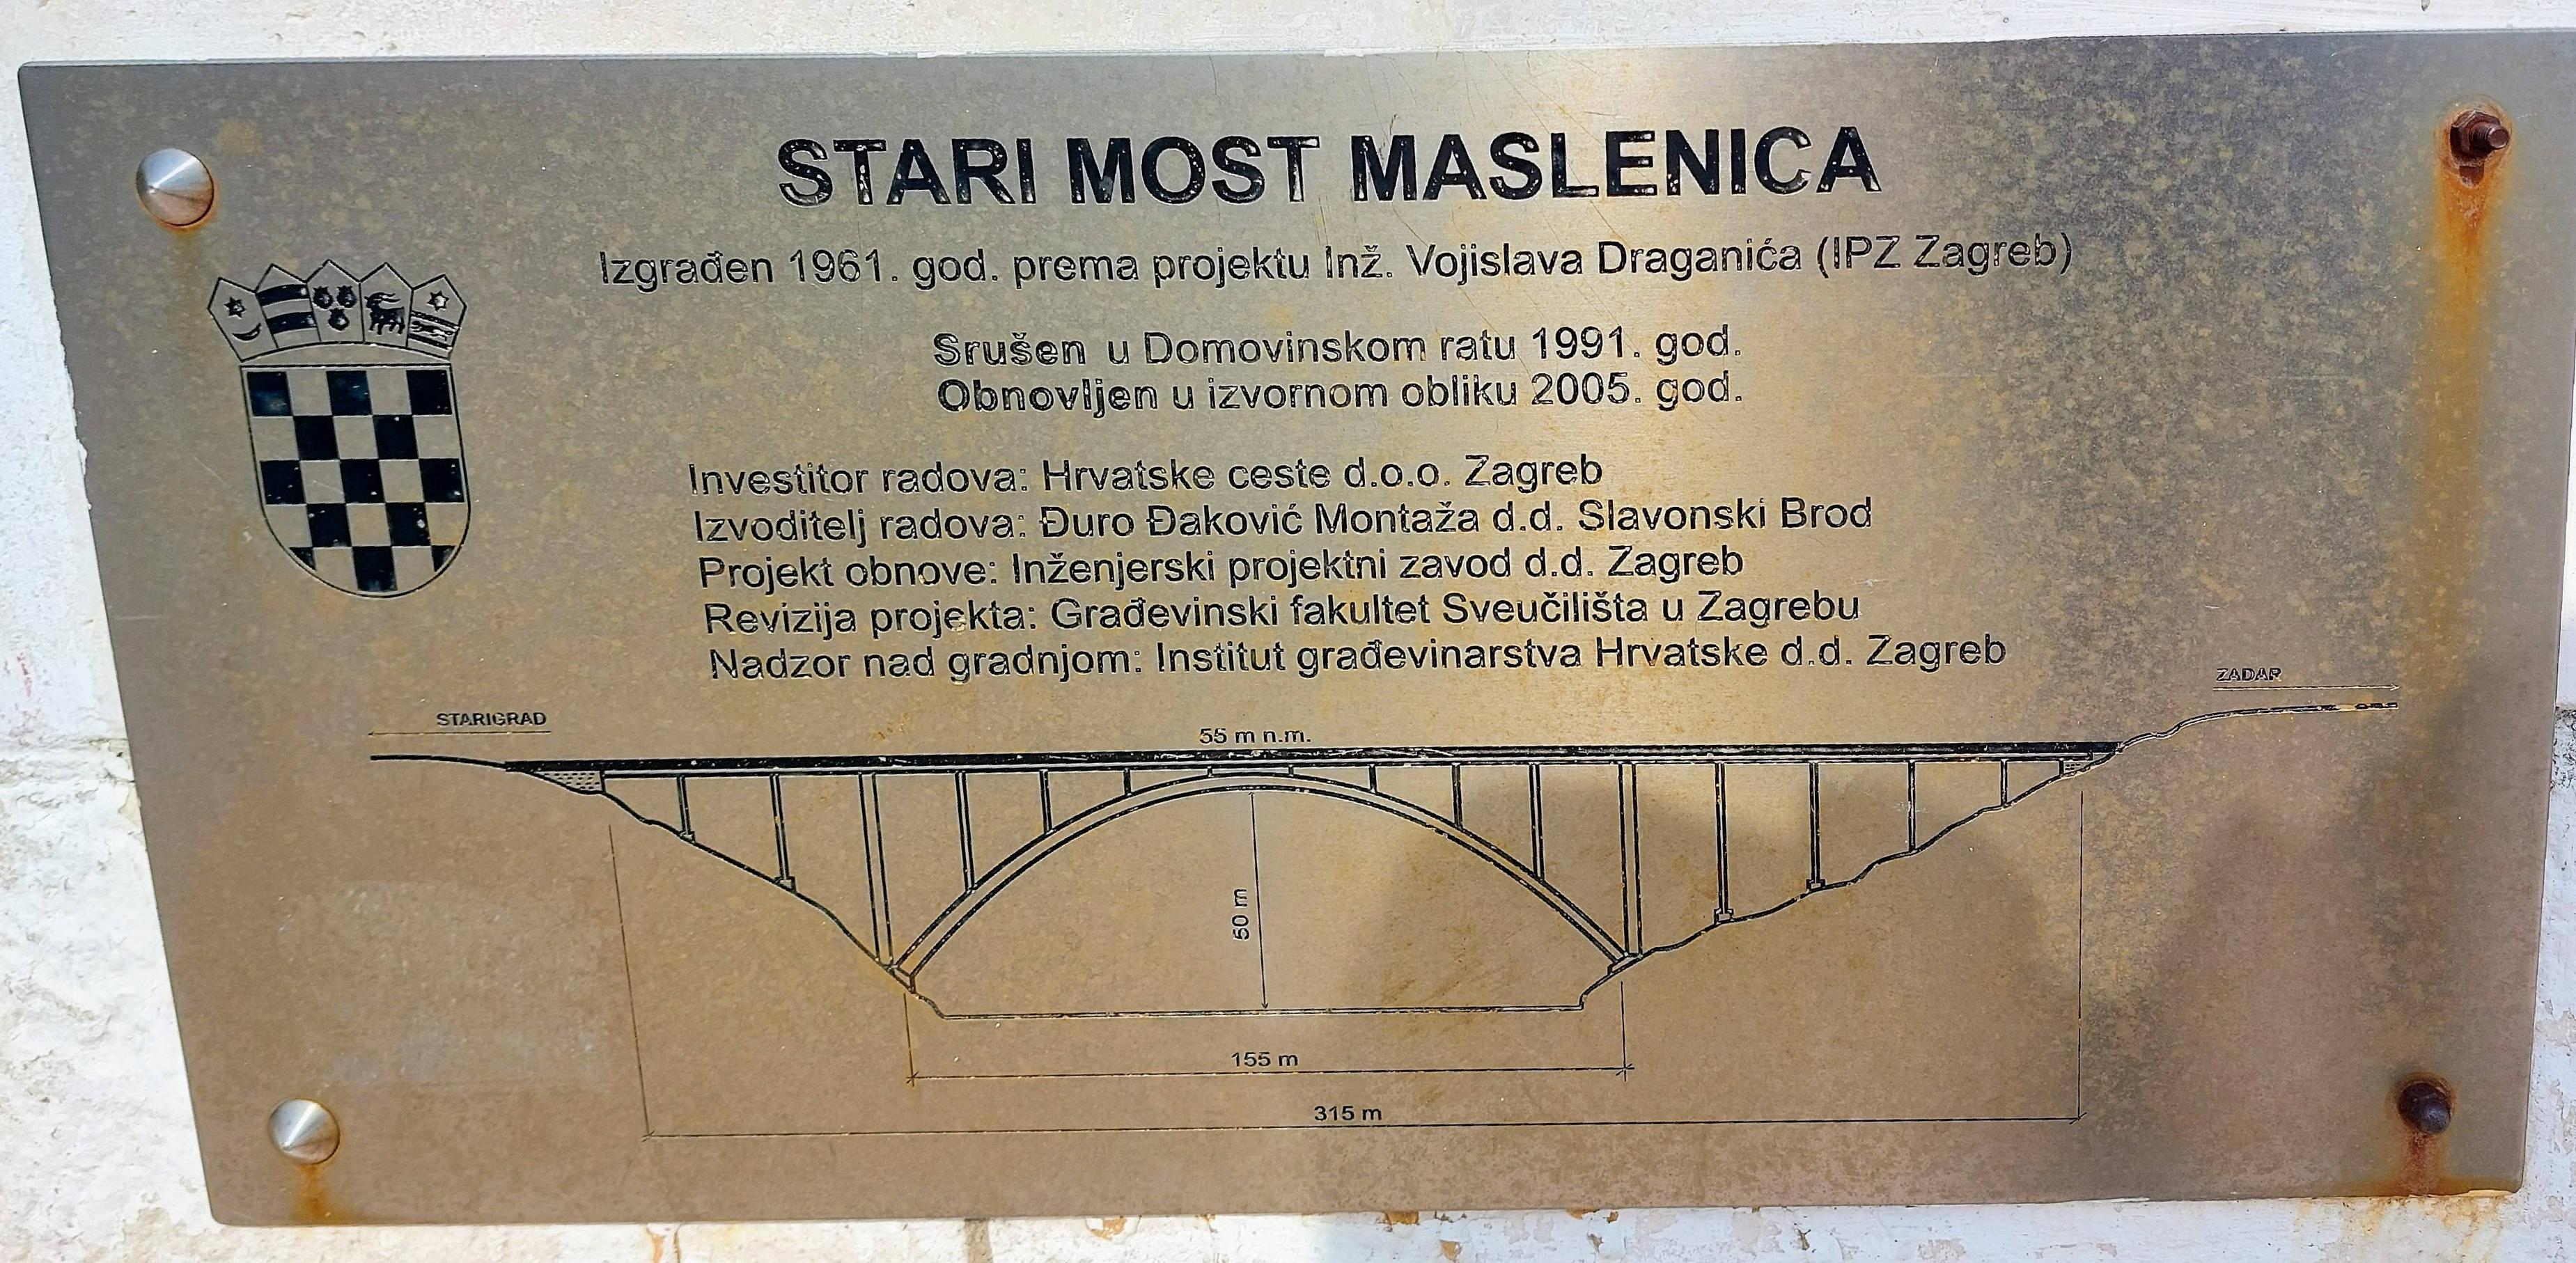 STARI MOST MASLENICA
Izgrađen 1961. god. prema projektu Inž. Vojislava Draganića (IPZ Zagreb)
Srušen u Domovinskom ratu 1991. god.
Obnovljen u izvornom obliku 2005. god.
Investitor radova: Hrvatske ceste d.o.o. Zagreb
Izvoditelj radova: Đuro Đaković Montaža d.d. Slavonski Brod
Projekt obnove: Inženjerski projektni zavod d.d. Zagreb
Revizija projekta: Građevinski fakultet Sveučilišta u Zagrebu
Nadzor nad gradnjom: Institut građevinarstva Hrvatske d.d. Zagreb
ZADAR
STARIGRAD
55 m n.m.
50 m
155 m
315 m